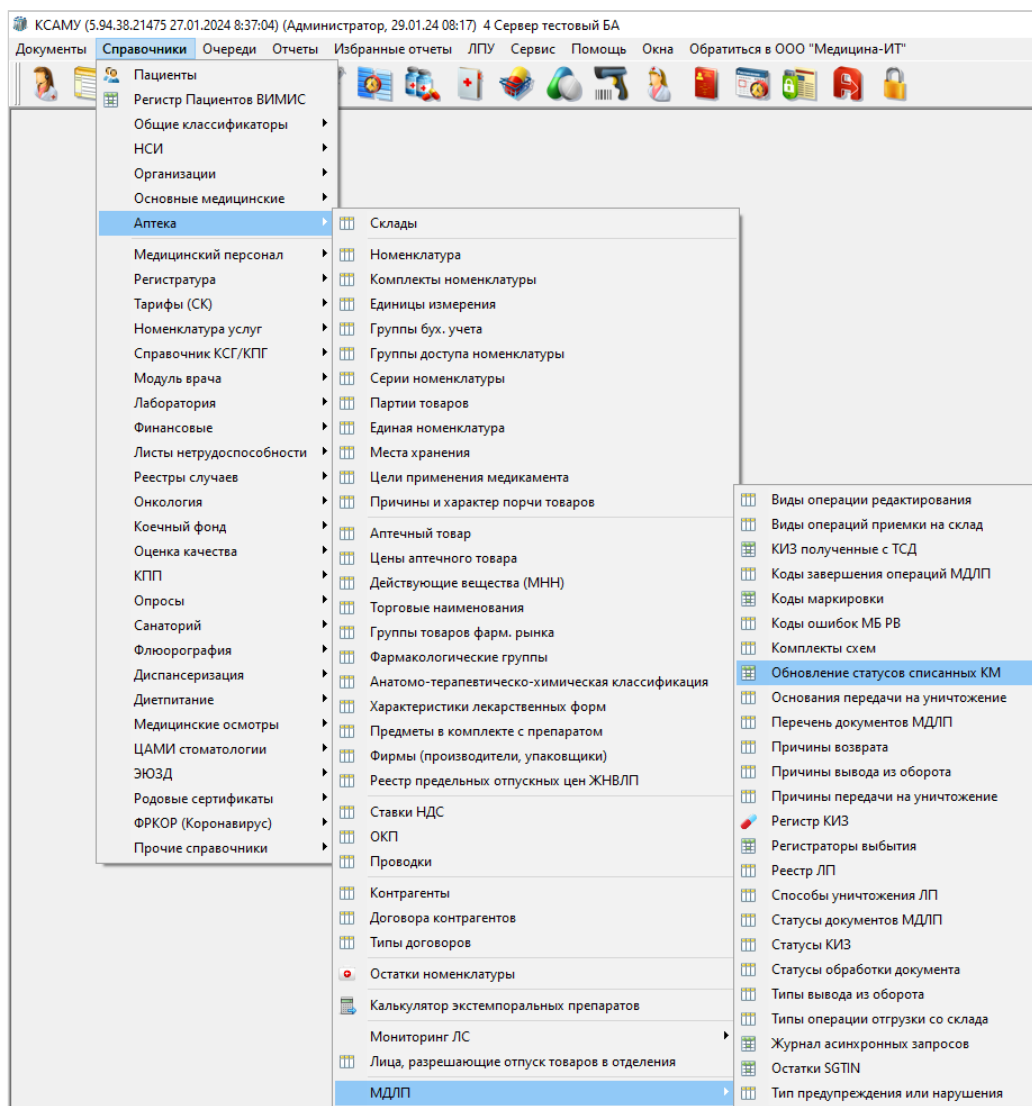 КСАМУ (5.94.38.21475 27.01.2024 8:37:04) (Администратор, 29.01.24 08:17) 4 Сервер тестовый БА
Документы Справочники Очереди Отчеты Избранные отчеты ЛПУ Сервис Помощь Окна Обратиться в ООО "Медицина-ИТ"
Пациенты
Регистр Пациентов ВИМИС
Общие классификаторы
НСИ
Организации
Основные медицинские
Аптека
Медицинский персонал
Регистратура
Тарифы (СК)
Номенклатура услуг
Справочник КСГ/КПГ
Модуль врача
Лаборатория
Финансовые
Листы нетрудоспособности
Реестры случаев
Онкология
Коечный фонд
Оценка качества
КПП
Опросы
Санаторий
Флюорография
Диспансеризация
Диетпитание
Медицинские осмотры
ЦАМИ стоматологии
ЭЮЗД
Родовые сертификаты
ФРКОР (Коронавирус)
Прочие справочники
Склады
Номенклатура
Комплекты номенклатуры
Единицы измерения
Группы бух. учета
Группы доступа номенклатуры
Серии номенклатуры
Партии товаров
Единая номенклатура
Места хранения
Цели применения медикамента
Причины и характер порчи товаров
Аптечный товар
Цены аптечного товара
Действующие вещества (МНН)
Торговые наименования
Группы товаров фарм. рынка
Фармакологические группы
Анатомо-терапевтическо-химическая классификация
Характеристики лекарственных форм
Предметы в комплекте с препаратом
Фирмы (производители, упаковщики)
Реестр предельных отпускных цен ЖНВЛП
Ставки НДС
ОКП
Проводки
Контрагенты
Договора контрагентов
Типы договоров
Остатки номенклатуры
Калькулятор экстемпоральных препаратов
Мониторинг ЛС
Лица, разрешающие отпуск товаров в отделения
МДЛП
Виды операции редактирования
Виды операций приемки на склад
КИЗ полученные с ТСД
Коды завершения операций МДЛП
Коды маркировки
Коды ошибок МБ РВ
Комплекты схем
Обновление статусов списанных КМ
Основания передачи на уничтожение
Перечень документов МДЛП
Причины возврата
Причины вывода из оборота
Причины передачи на уничтожение
Регистр КИЗ
Регистраторы выбытия
Реестр ЛП
Способы уничтожения ЛП
Статусы документов МДЛП
Статусы КИЗ
Статусы обработки документа
Типы вывода из оборота
Типы операции отгрузки со склада
Журнал асинхронных запросов
Остатки SGTIN
Тип предупреждения или нарушения